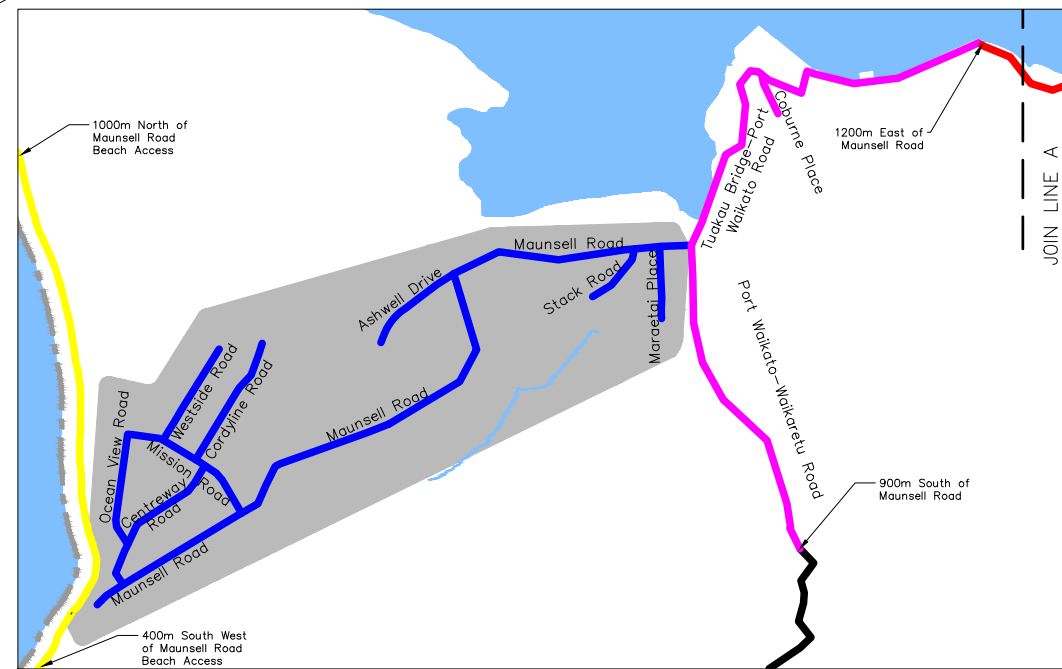 1000m North of
Maunsell Road
Beach Access
Coburne Place
1200m East of
Maunsell Road
Tuakau Bridge-Port
Waikato Road
JOIN LINE A
Maunsell Road
Ashwell Drive
Stack Road
Maraetai Place
Port Waikato-Waikaretu Road
Westside Road
Cordyline Road
Ocean View Road
Mission Road
Maunsell Road
Centreway
Road
900m South of
Maunsell Road
Maunsell Road
400m South West
of Maunsell Road
Beach Access